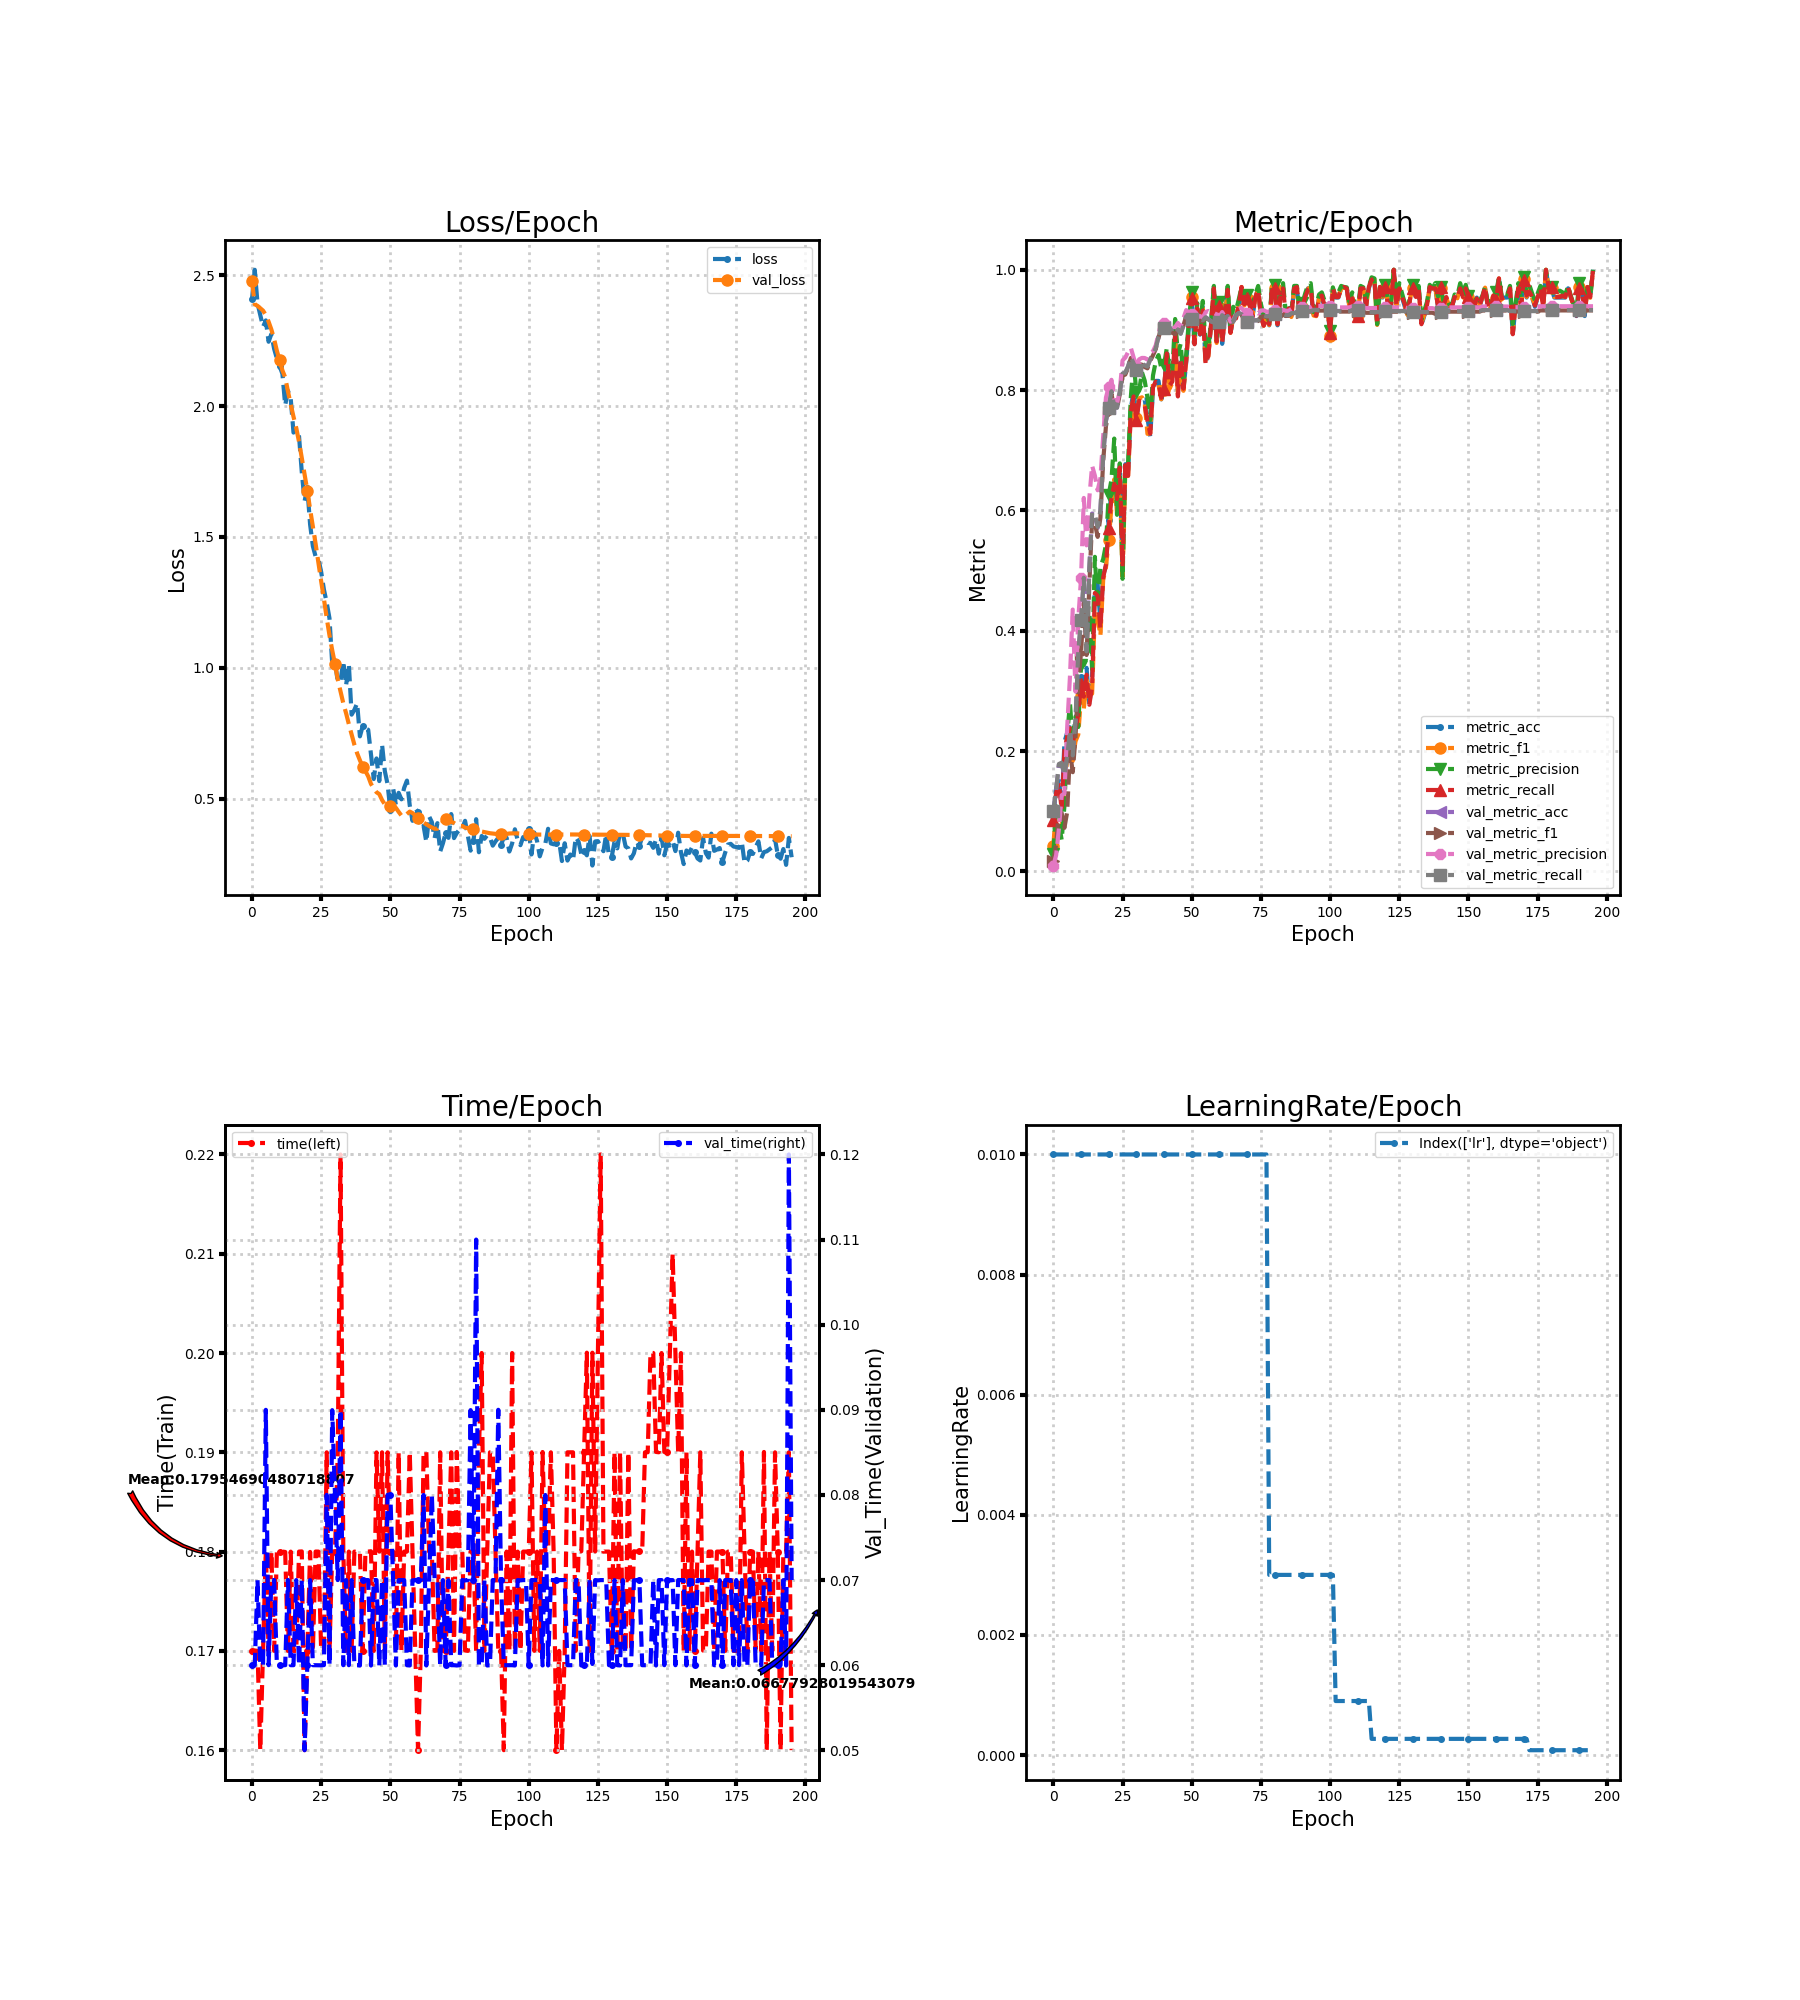 Loss/Epoch
loss
val_loss
2.5
2.0
1.5
1.0
0.5
Loss
0 25 50 75 100 125 150 175 200
Epoch
Metric/Epoch
1.0
0.8
0.6
0.4
0.2
0.0
Metric
metric_acc
metric_f1
metric_precision
metric_recall
val_metric_acc
val_metric_f1
val_metric_precision
val_metric_recall
0 25 50 75 100 125 150 175 200
Epoch
Time/Epoch
time(left)
val_time(right)
0.22
0.21
0.20
0.19
0.18
0.17
0.16
Time(Train)
0.12
0.11
0.10
0.09
0.08
0.07
0.06
0.05
Val_Time(Validation)
Mean:0.06677928019543079
0 25 50 75 100 125 150 175 200
Epoch
LearningRate/Epoch
Index(['lr'], dtype='object')
0.010
0.008
0.006
0.004
0.002
0.000
LearningRate
0 25 50 75 100 125 150 175 200
Epoch